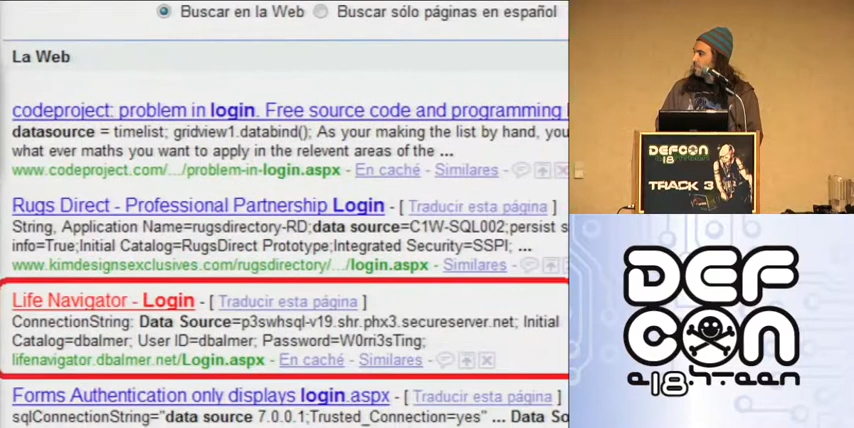 Buscar en la Web Buscar sólo páginas en español
La Web
codeproject: problem in login. Free source code and programming
datasource = timelist; gridview1.databind(); As your making the list by hand, you
what ever maths you want to apply in the relevent areas of the ...
www.codeproject.com/.../problem-in-login.aspx - En caché - Similares
Rugs Direct - Professional Partnership Login - [ Traducir esta página ]
String, Application Name=rugsdirectory-RD;data source=C1W-SQL002;persist s
info=True;Initial Catalog=RugsDirect Prototype;Integrated Security=SSPI; ...
www.kimdesignsexclusives.com/rugsdirectory/.../login.aspx - Similares
Life Navigator - Login - [ Traducir esta página ]
ConnectionString: Data Source=p3swhsql-v19.shr.phx3.secureserver.net; Initial
Catalog=dbalmer; User ID=dbalmer; Password=W0rri3sTing;
lifenavigator.dbalmer.net/Login.aspx - En caché - Similares
Forms Authentication only displays login.aspx - [ Traducir esta página ]
sqlConnectionString="data source 7.0.0.1;Trusted_Connection=yes" ... Data So
DEFCON
18
TRACK 3
DEF
CON
e18hteen